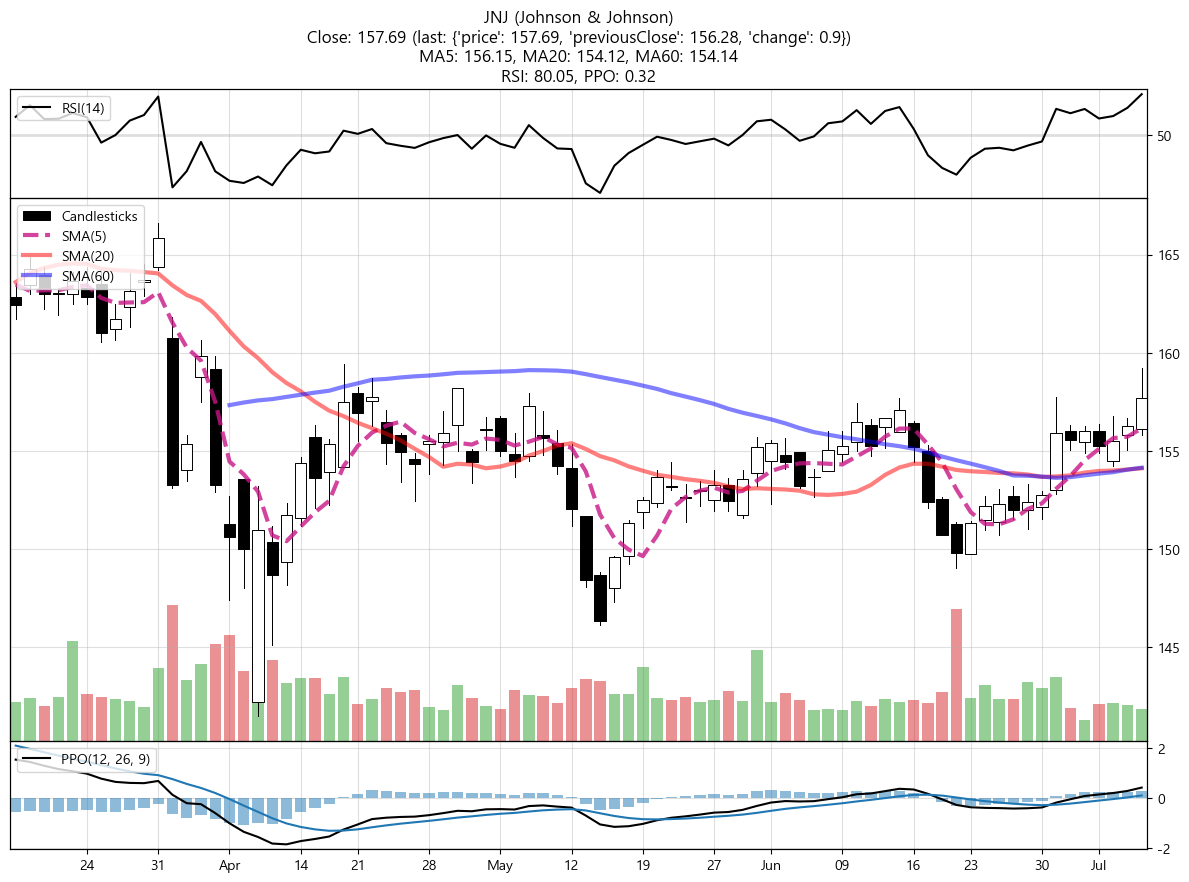 JNJ (Johnson & Johnson)
Close: 157.69 (last: {'price': 157.69, 'previousClose': 156.28, 'change': 0.9})
MA5: 156.15, MA20: 154.12, MA60: 154.14
RSI: 80.05, PPO: 0.32
RSI(14)
50
Candlesticks
SMA(5)
SMA(20)
SMA(60)
165
160
155
150
145
PPO(12, 26, 9)
2
0
-2
24 31 Apr 14 21 28 May 12 19 27 Jun 09 16 23 30 Jul